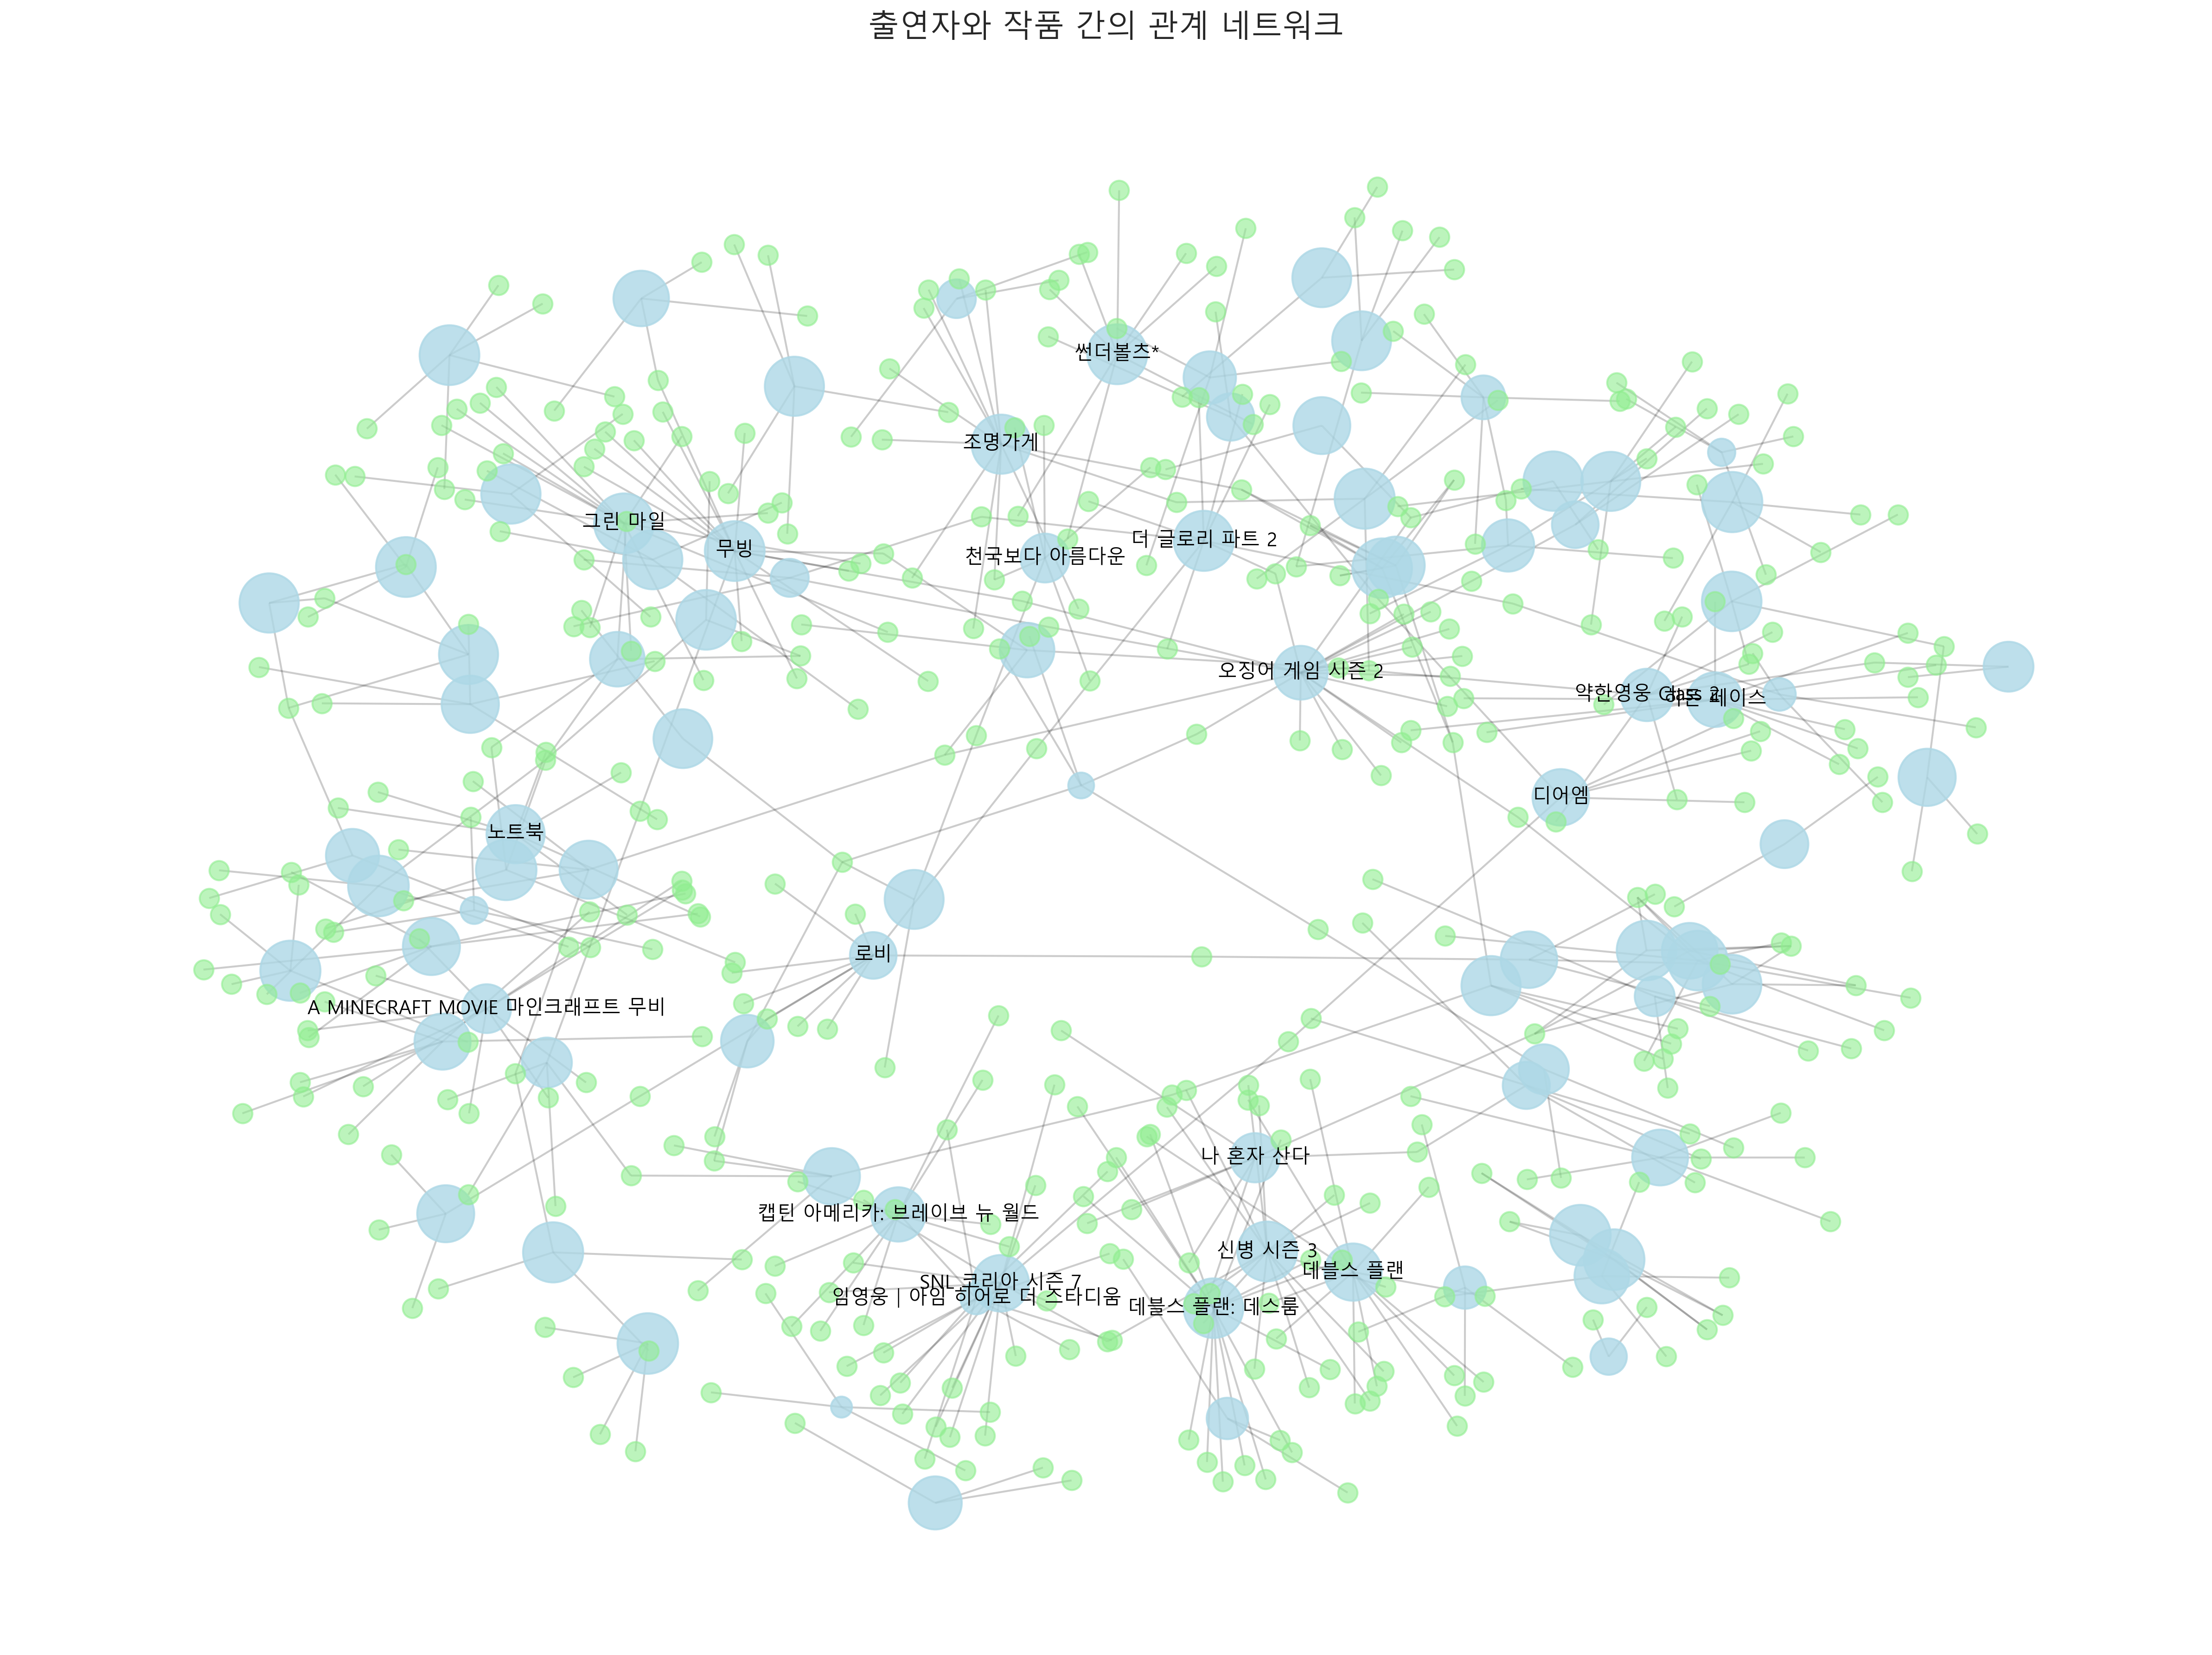 출연자와 작품 간의 관계 네트워크
썬더볼츠*
조명가게
그린 마일
무빙
더 글로리 파트 2
천국보다 아름다운
오징어 게임 시즌 2
약한영웅 Class 2
히든 페이스
디어엠
노트북
로비
A MINECRAFT MOVIE 마인크래프트 무비
나 혼자 산다
캡틴 아메리카: 브레이브 뉴 월드
신병 시즌 3
데블스 플랜
SNL 코리아 시즌 7
임영웅 | 아임 히어로 더 스타디움
데블스 플랜: 데스룸